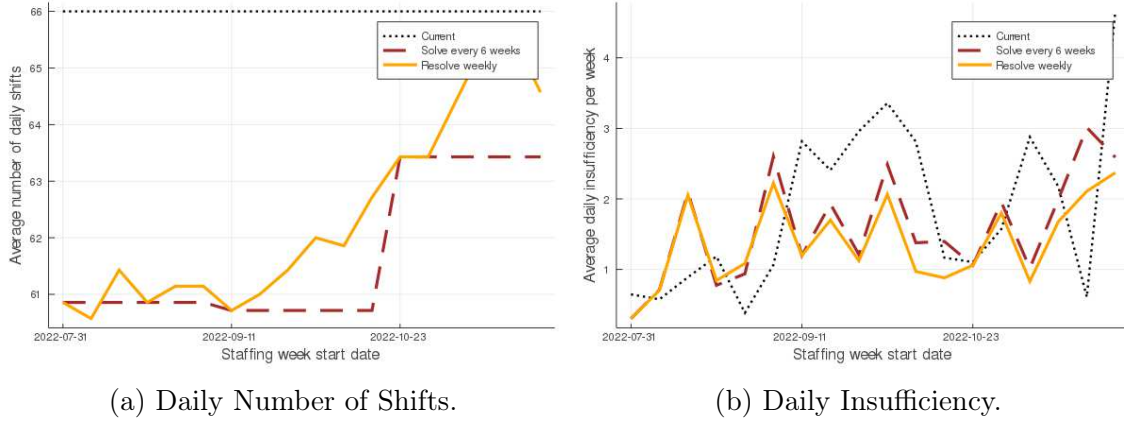 66
65
64
63
62
61
Average number of daily shifts
Current
Solve every 6 weeks
Resolve weekly
2022-07-31
2022-09-11
2022-10-23
Staffing week start date
(a) Daily Number of Shifts.
4
3
2
1
Average daily insufficiency per week
Current
Solve every 6 weeks
Resolve weekly
2022-07-31
2022-09-11
2022-10-23
Staffing week start date
(b) Daily Insufficiency.